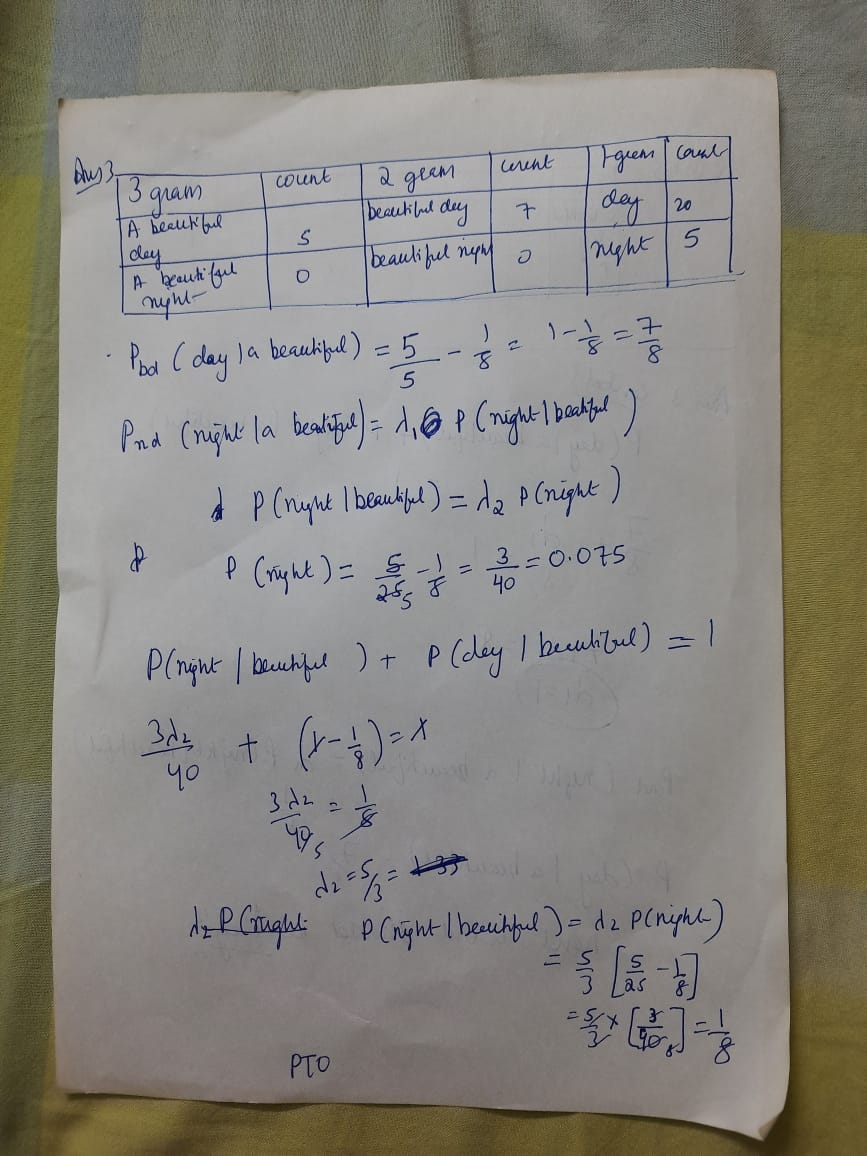 Ans 3
3 gram | count | 2 gram | count | 1-gram | count
A beautiful day | 5 | beautiful day | 7 | day | 20
A beautiful night | 0 | beautiful night | 0 | night | 5
P (day | a beautiful) = 5/5 - 1/8 = 1 - 1/8 = 7/8
Pnd (night | a beautiful) = λ1 P (night | beautiful)
P (night | beautiful) = λ2 P (night)
P (night) = 5/25 - 1/8 = 3/40 = 0.075
P(night / beautiful) + P (day / beautiful) = 1
3λ2/40 + (1 - 1/8) = 1
3λ2/40 = 1/8
λ2 = 5/3 =
λ2 P(night P(night | beautiful) = λ2 P(night)
= 5/3 [5/25 - 1/8]
= 5/3 × [3/40] = 1/8
PTO